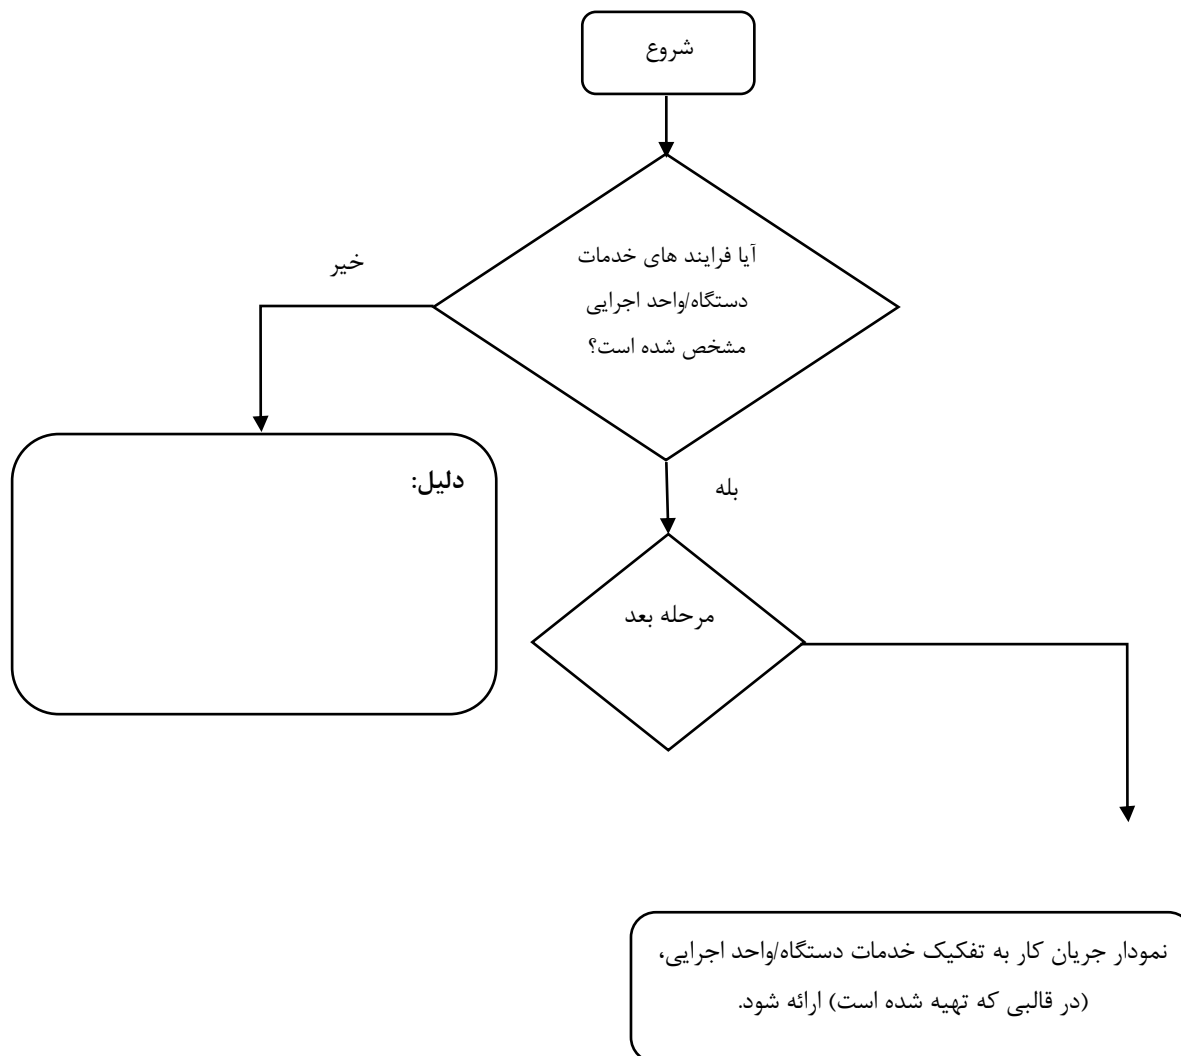 شروع
آیا فرایند های خدمات
دستگاه/واحد اجرایی
مشخص شده است؟
خیر
بله
دلیل:
مرحله بعد
نمودار جریان کار به تفکیک خدمات دستگاه/واحد اجرایی،
(در قالبی که تهیه شده است) ارائه شود.